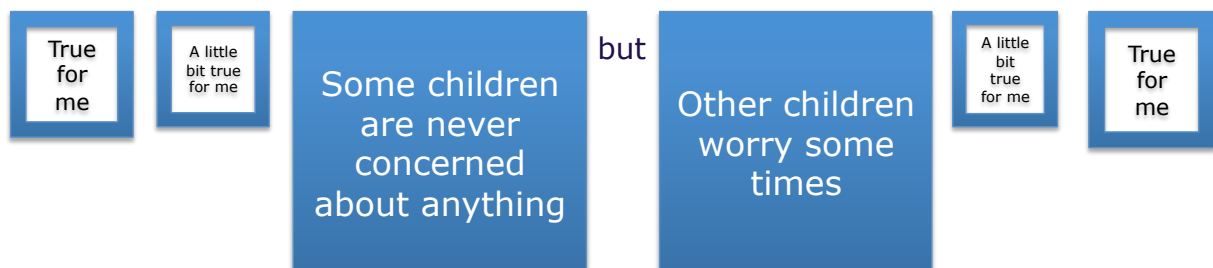 True
for
me
A little
bit true
for me
Some children
are never
concerned
about anything
but
Other children
worry some
times
A little
bit
true
for me
True
for
me